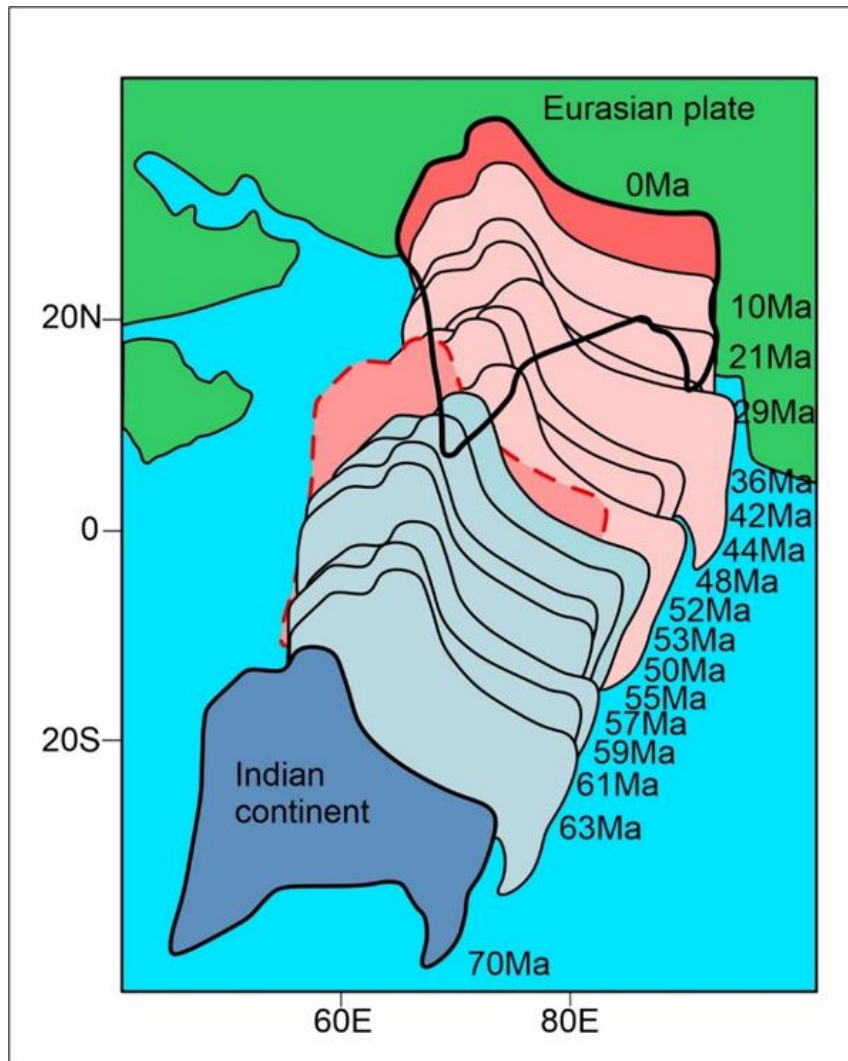 Eurasian plate
0Ma
10Ma
20N
21Ma
29Ma
36Ma
42Ma
0
44Ma
48Ma
52Ma
53Ma
50Ma
55Ma
57Ma
20S
59Ma
61Ma
Indian
continent
63Ma
70Ma
60E
80E